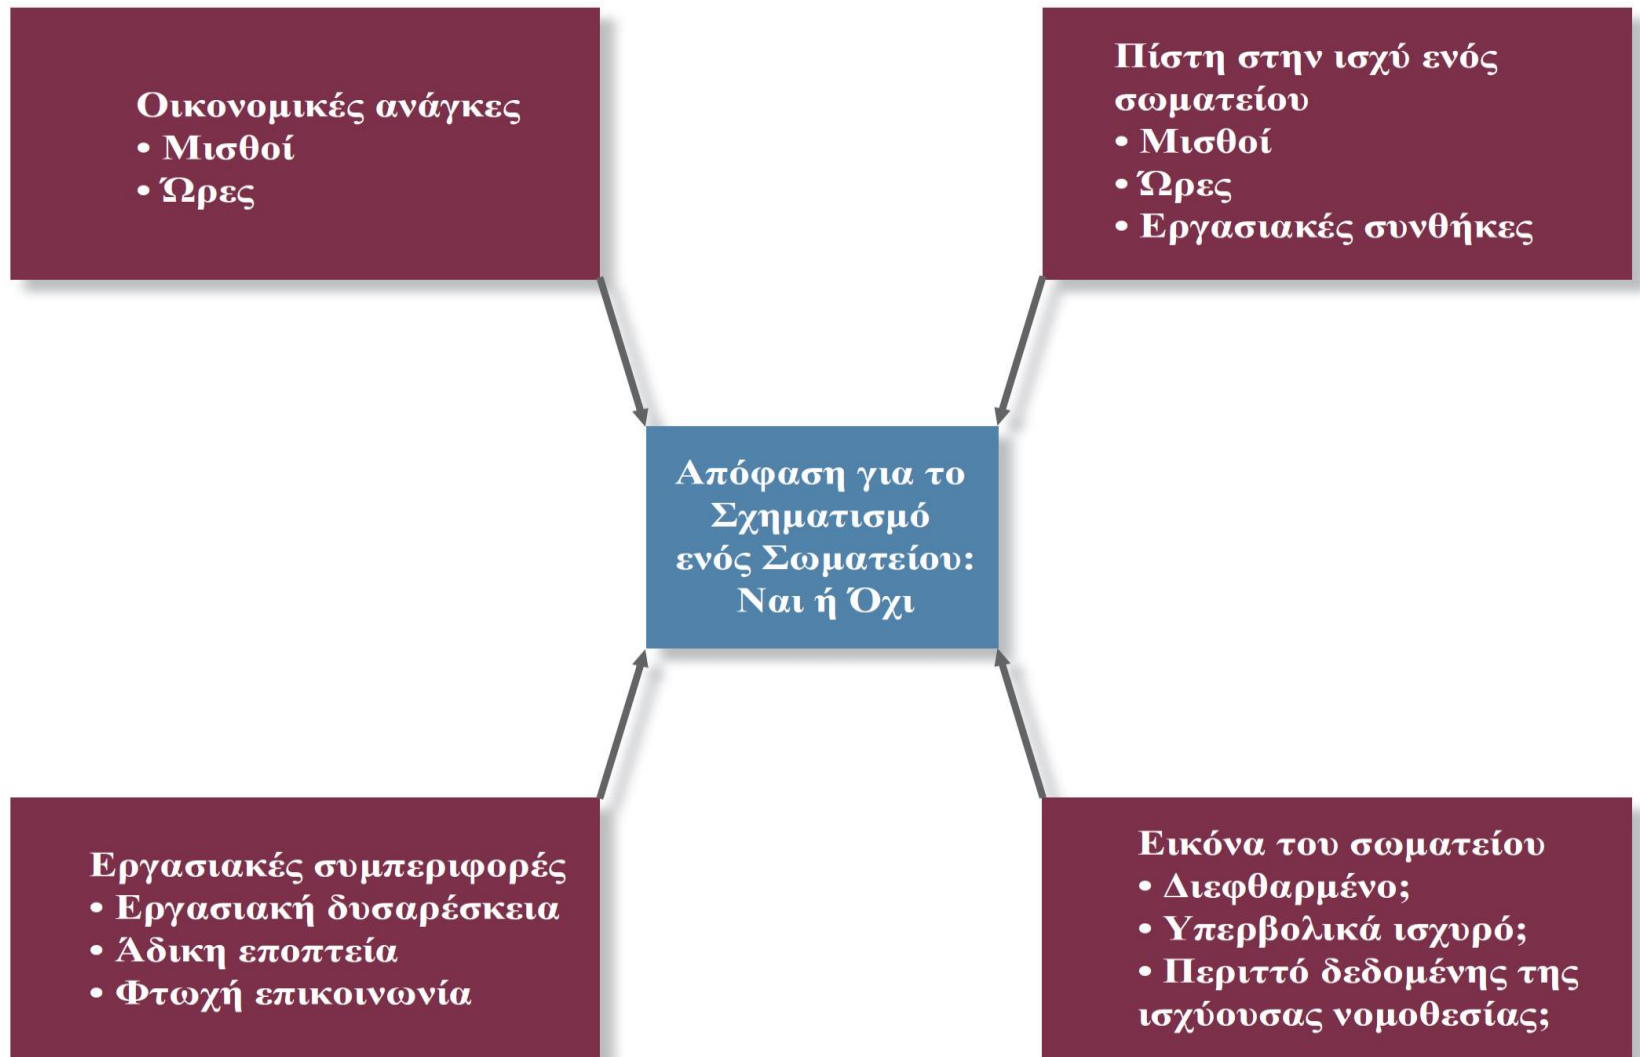 Οικονομικές ανάγκες
• Μισθοί
• Ώρες
Πίστη στην ισχύ ενός
σωματείου
• Μισθοί
• Ώρες
• Εργασιακές συνθήκες
Απόφαση για το
Σχηματισμό
ενός Σωματείου:
Ναι ή Όχι
Εργασιακές συμπεριφορές
• Εργασιακή δυσαρέσκεια
• Άδικη εποπτεία
• Φτωχή επικοινωνία
Εικόνα του σωματείου
• Διεφθαρμένο;
• Υπερβολικά ισχυρό;
• Περιττό δεδομένης της
ισχύουσας νομοθεσίας;